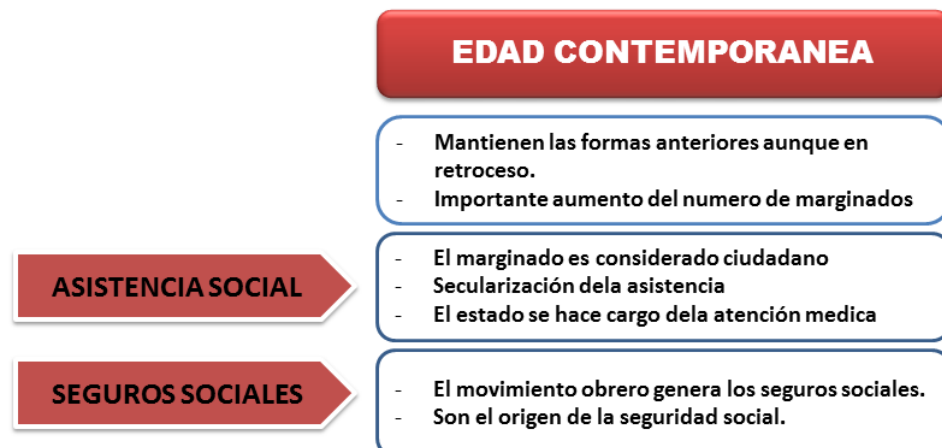 EDAD CONTEMPORANEA
- Mantienen las formas anteriores aunque en
retroceso.
- Importante aumento del numero de marginados
ASISTENCIA SOCIAL
- El marginado es considerado ciudadano
- Secularización dela asistencia
- El estado se hace cargo dela atención medica
SEGUROS SOCIALES
- El movimiento obrero genera los seguros sociales.
- Son el origen de la seguridad social.